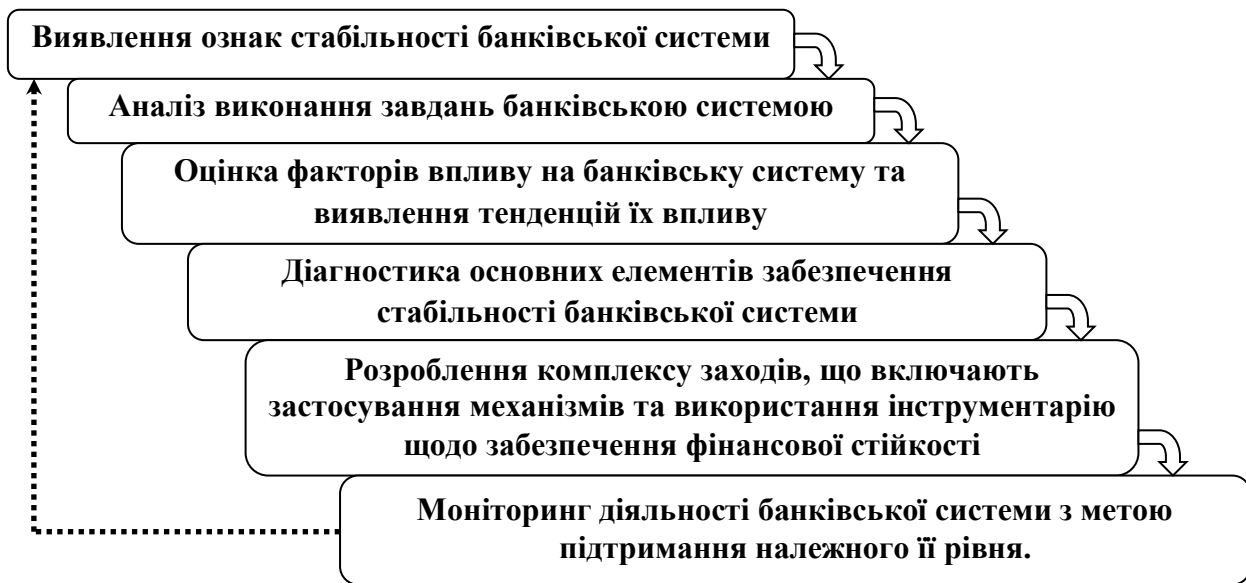 Виявлення ознак стабільності банківської системи
Аналіз виконання завдань банківською системою
Оцінка факторів впливу на банківську систему та
виявлення тенденцій їх впливу
Діагностика основних елементів забезпечення
стабільності банківської системи
Розроблення комплексу заходів, що включають
застосування механізмів та використання інструментарію
щодо забезпечення фінансової стійкості
Моніторинг діяльності банківської системи з метою
підтримання належного її рівня.